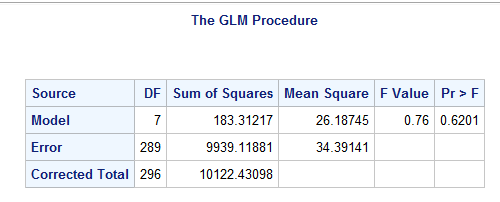 The GLM Procedure
Source DF Sum of Squares Mean Square F Value Pr > F
Model 7 183.31217 26.18745 0.76 0.6201
Error 289 9939.11881 34.39141
Corrected Total 296 10122.43098